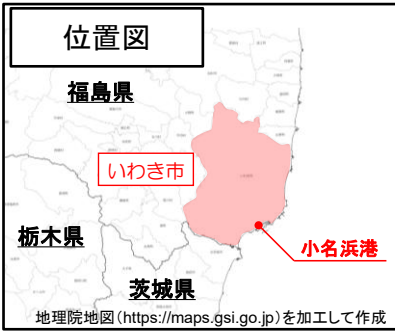 位置図
福島県
いわき市
栃木県
小名浜港
茨城県
地理院地図(https://maps.gsi.go.jp)を加工して作成